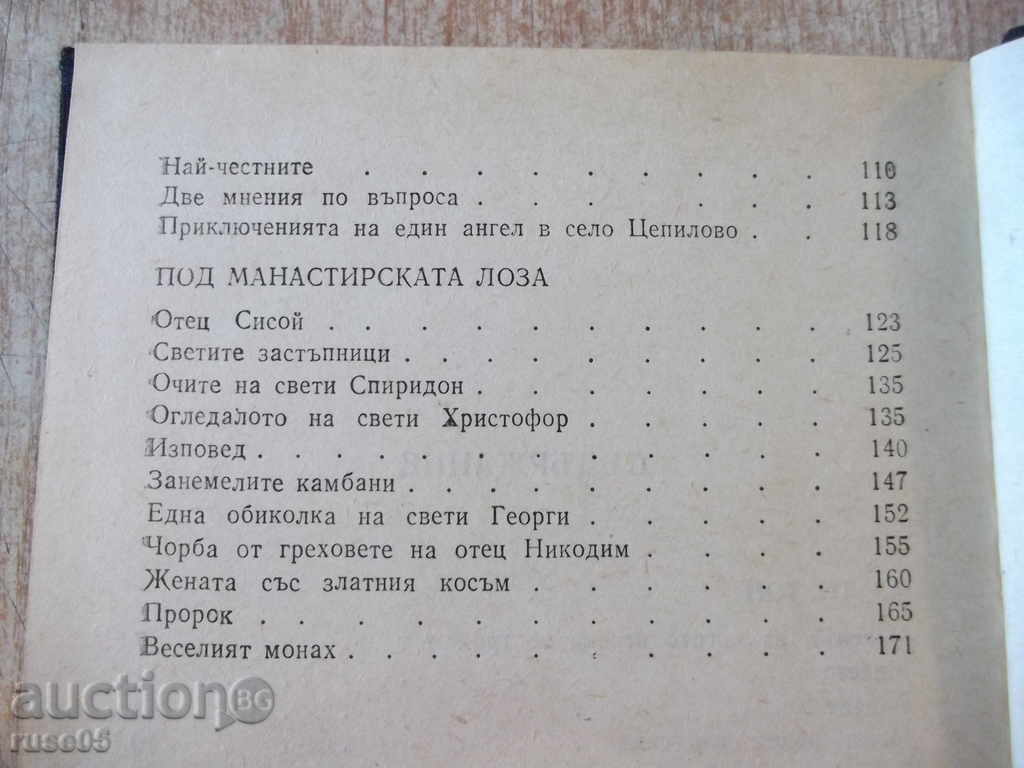 Най-честните . . . . . . . . . 110
Две мнения по въпроса . . . . . . 113
Приключенията на един ангел в село Цепилово . . 118
ПОД МАНАСТИРСКАТА ЛОЗА
Отец Сисой . . . . . . . . . . 123
Светите застъпници . . . . . . . . 125
Очите на свети Спиридон . . . . . . . 135
Огледалото на свети Христофор . . . . . 135
Изповед . . . . . . . . . . . 140
Занемелите камбани . . . . . . . . 147
Една обиколка на свети Георги . . . . . 152
Чорба от греховете на отец Никодим . . . . 155
Жената със златния косъм . . . . . . 160
Пророк . . . . . . . . . . . 165
Веселият монах . . . . . . . . . 171
auctionBG
ruse05